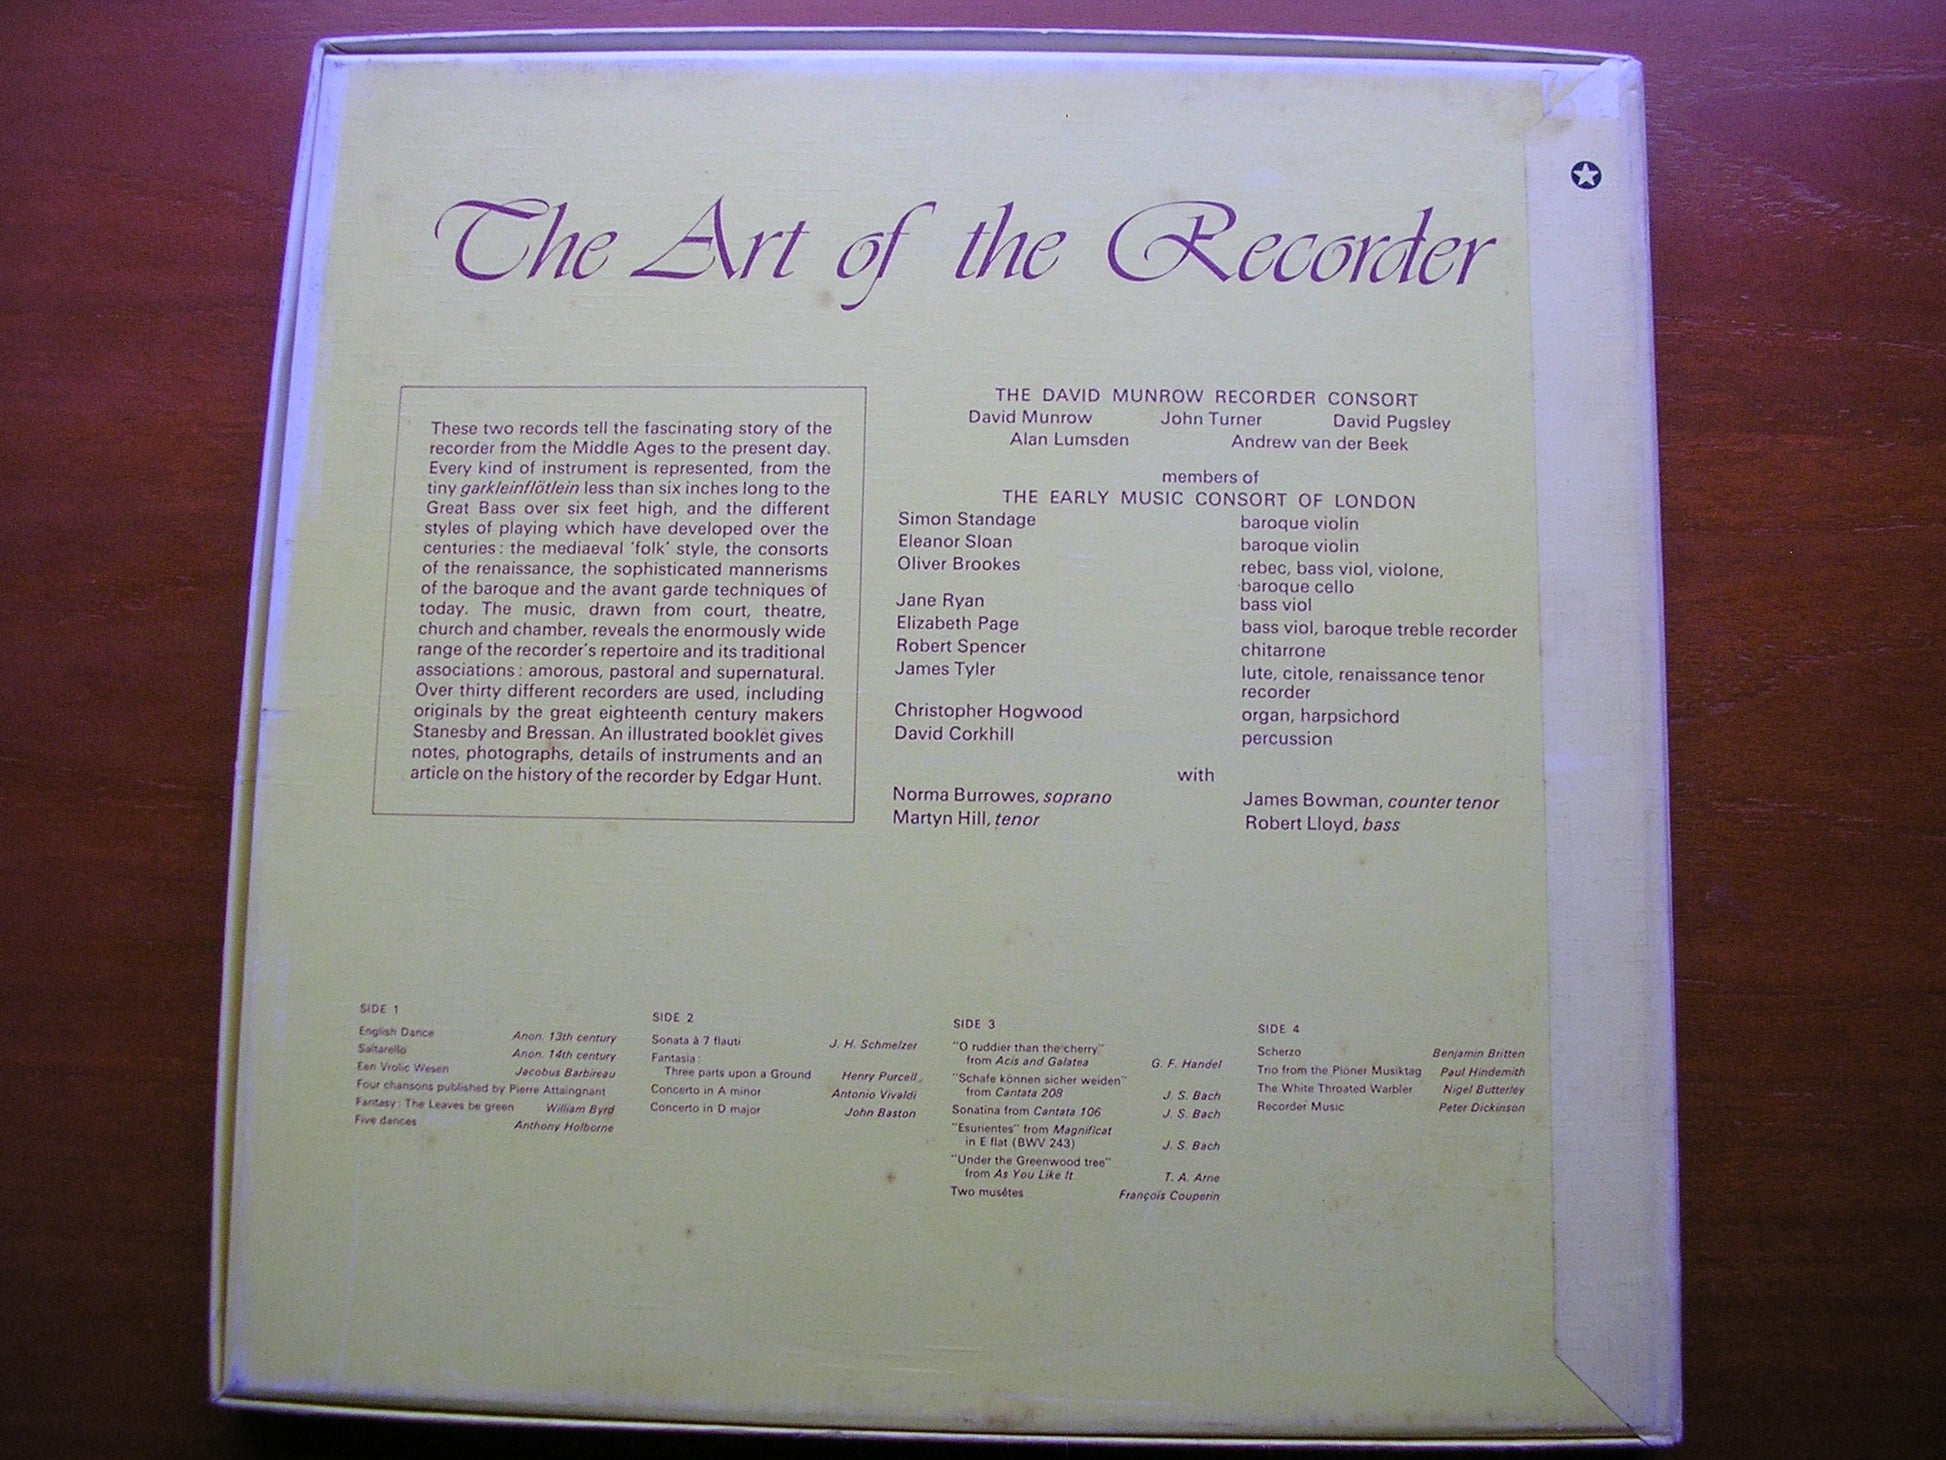 The Art of the Recorder
These two records tell the fascinating story of the
recorder from the Middle Ages to the present day.
Every kind of instrument is represented, from the
tiny garkleinflötlein less than six inches long to the
Great Bass over six feet high, and the different
styles of playing which have developed over the
centuries: the mediaeval 'folk' style, the consorts
of the renaissance, the sophisticated mannerisms
of the baroque and the avant garde techniques of
today. The music, drawn from court, theatre,
church and chamber, reveals the enormously wide
range of the recorder's repertoire and its traditional
associations: amorous, pastoral and supernatural.
Over thirty different recorders are used, including
originals by the great eighteenth century makers
Stanesby and Bressan. An illustrated booklet gives
notes, photographs, details of instruments and an
article on the history of the recorder by Edgar Hunt.
THE DAVID MUNROW RECORDER CONSORT
David Munrow John Turner David Pugsley
Alan Lumsden Andrew van der Beek
members of
THE EARLY MUSIC CONSORT OF LONDON
Simon Standage baroque violin
Eleanor Sloan baroque violin
Oliver Brookes rebec, bass viol, violone,
baroque cello
Jane Ryan bass viol
Elizabeth Page bass viol, baroque treble recorder
Robert Spencer chitarrone
James Tyler lute, citole, renaissance tenor
recorder
Christopher Hogwood organ, harpsichord
David Corkhill percussion
with
Norma Burrowes, soprano James Bowman, counter tenor
Martyn Hill, tenor Robert Lloyd, bass
SIDE 1
English Dance Anon. 13th century
Saltarello Anon. 14th century
Een Vrolic Wesen Jacobus Barbireau
Four chansons published by Pierre Attaingnant
Fantasy: The Leaves be green William Byrd
Five dances Anthony Holborne
SIDE 2
Sonata à 7 flauti J. H. Schmelzer
Fantasia:
Three parts upon a Ground Henry Purcell
Concerto in A minor Antonio Vivaldi
Concerto in D major John Baston
SIDE 3
"O ruddier than the cherry"
from Acis and Galatea G. F. Handel
"Schafe können sicher weiden"
from Cantata 208 J. S. Bach
Sonatina from Cantata 106 J. S. Bach
"Esurientes" from Magnificat
in E flat (BWV 243) J. S. Bach
"Under the Greenwood tree"
from As You Like It T. A. Arne
Two musétes François Couperin
SIDE 4
Scherzo Benjamin Britten
Trio from the Plöner Musiktag Paul Hindemith
The White Throated Warbler Nigel Butterley
Recorder Music Peter Dickinson